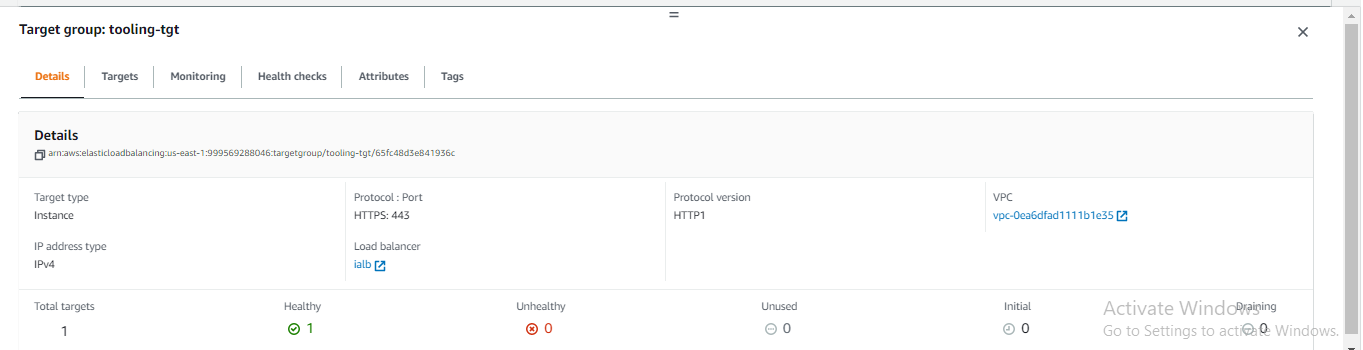 Target group: tooling-tgt
Details
Targets
Monitoring
Health checks
Attributes
Tags
Details
arn:aws:elasticloadbalancing:us-east-1:999569288046:targetgroup/tooling-tgt/65fc48d3e841936c
Target type
Instance
Protocol : Port
HTTPS: 443
Protocol version
HTTP1
VPC
vpc-0ea6dfad1111b1e35
IP address type
IPv4
Load balancer
ialb
Total targets
1
Healthy
1
Unhealthy
0
Unused
0
Initial
0
Draining
0
Activate Windows
Go to Settings to activate Windows.